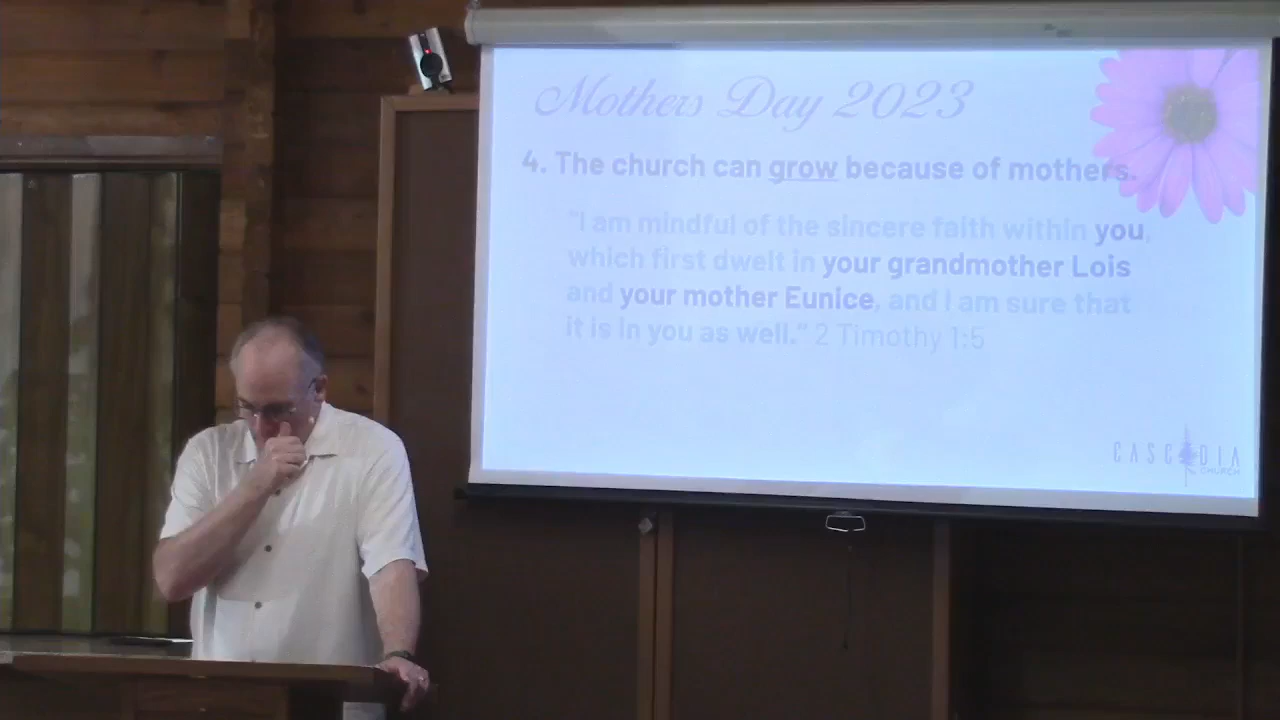 Mothers Day 2023
4. The church can grow because of mothers.
"I am mindful of the sincere faith within you,
which first dwelt in your grandmother Lois
and your mother Eunice, and I am sure that
it is in you as well." 2 Timothy 1:5
CASCADIA
CHURCH